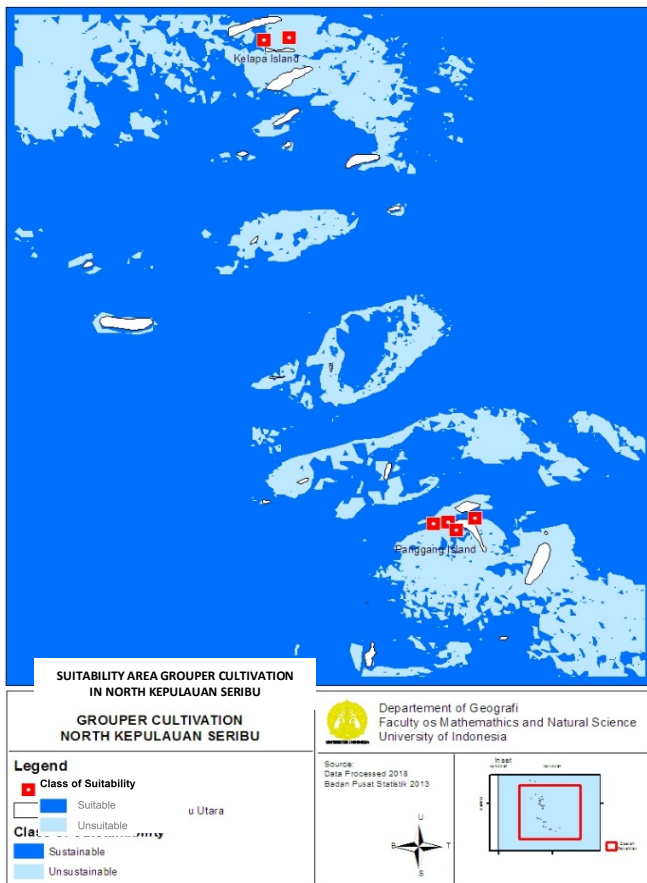 Kelapa Island
Panggang Island
SUITABILITY AREA GROUPER CULTIVATION
IN NORTH KEPULAUAN SERIBU
GROUPER CULTIVATION
NORTH KEPULAUAN SERIBU
Legend
Class of Suitability
Suitable
u Utara
Unsuitable
Sustainable
Unsustainable
Departement of Geografi
Faculty os Mathemathics and Natural Science
University of Indonesia
Source:
Data Processed 2018
Badan Pusat Statistik 2013
U
B T
S
Inset